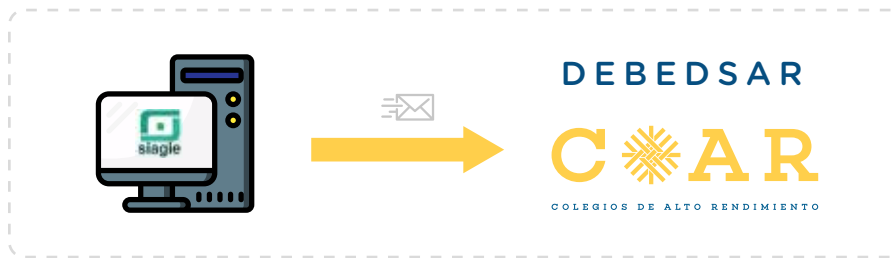 siagie
DEBEDSAR
COAR
COLEGIOS DE ALTO RENDIMIENTO